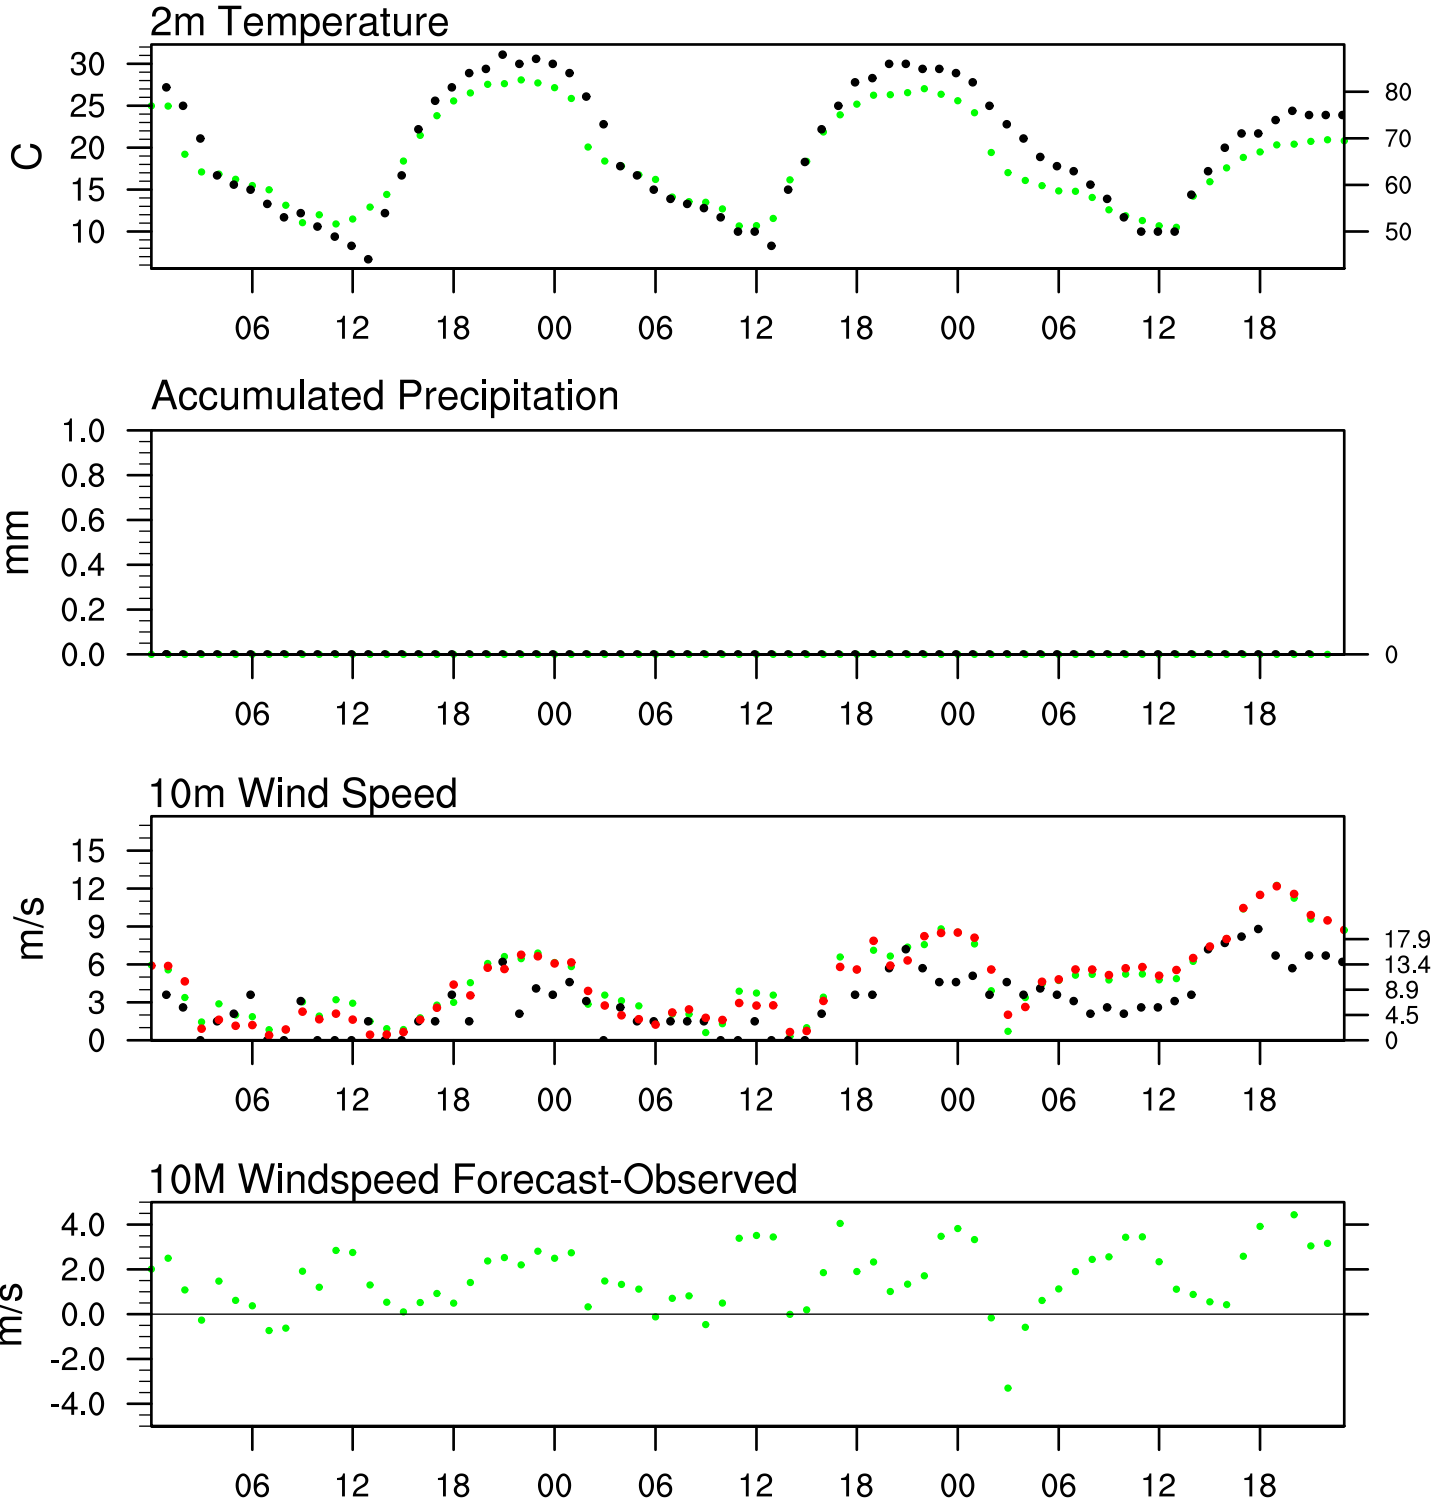 2m Temperature
30
25
20
15
10
C
80
70
60
50
06 12 18 00 06 12 18 00 06 12 18
Accumulated Precipitation
1.0
0.8
0.6
0.4
0.2
0.0
mm
0
06 12 18 00 06 12 18 00 06 12 18
10m Wind Speed
15
12
9
6
3
0
m/s
17.9
13.4
8.9
4.5
0
06 12 18 00 06 12 18 00 06 12 18
10M Windspeed Forecast-Observed
4.0
2.0
0.0
-2.0
-4.0
m/s
06 12 18 00 06 12 18 00 06 12 18